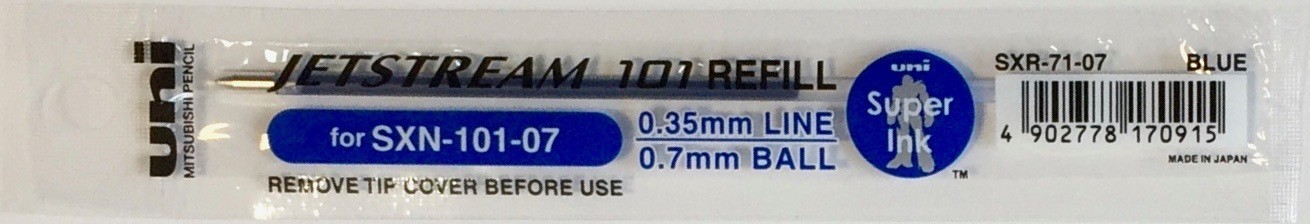 uni
MITSUBISHI PENCIL
JETSTREAM 101 REFILL
for SXN-101-07
0.35mm LINE
0.7mm BALL
REMOVE TIP COVER BEFORE USE
uni
Super
Ink
TM
SXR-71-07 BLUE
4 902778 170915
MADE IN JAPAN